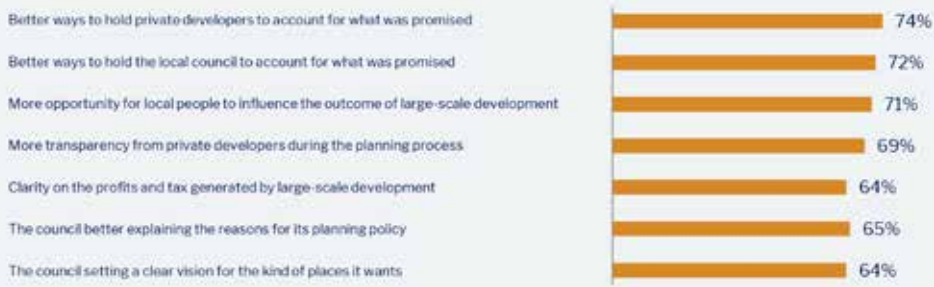 Better ways to hold private developers to account for what was promised 74%
Better ways to hold the local council to account for what was promised 72%
More opportunity for local people to influence the outcome of large-scale development 71%
More transparency from private developers during the planning process 69%
Clarity on the profits and tax generated by large-scale development 64%
The council better explaining the reasons for its planning policy 65%
The council setting a clear vision for the kind of places it wants 64%